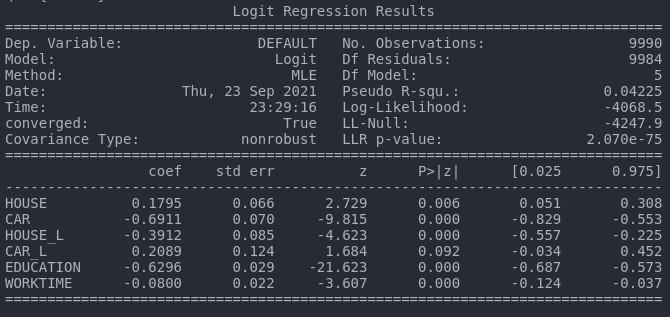 Logit Regression Results
==============================================================================
Dep. Variable: DEFAULT No. Observations: 9990
Model: Logit Df Residuals: 9984
Method: MLE Df Model: 5
Date: Thu, 23 Sep 2021 Pseudo R-squ.: 0.04225
Time: 23:29:16 Log-Likelihood: -4068.5
converged: True LL-Null: -4247.9
Covariance Type: nonrobust LLR p-value: 2.070e-75
==============================================================================
coef std err z P>|z| [0.025 0.975]
------------------------------------------------------------------------------
HOUSE 0.1795 0.066 2.729 0.006 0.051 0.308
CAR -0.6911 0.070 -9.815 0.000 -0.829 -0.553
HOUSE_L -0.3912 0.085 -4.623 0.000 -0.557 -0.225
CAR_L 0.2089 0.124 1.684 0.092 -0.034 0.452
EDUCATION -0.6296 0.029 -21.623 0.000 -0.687 -0.573
WORKTIME -0.0800 0.022 -3.607 0.000 -0.124 -0.037
==============================================================================